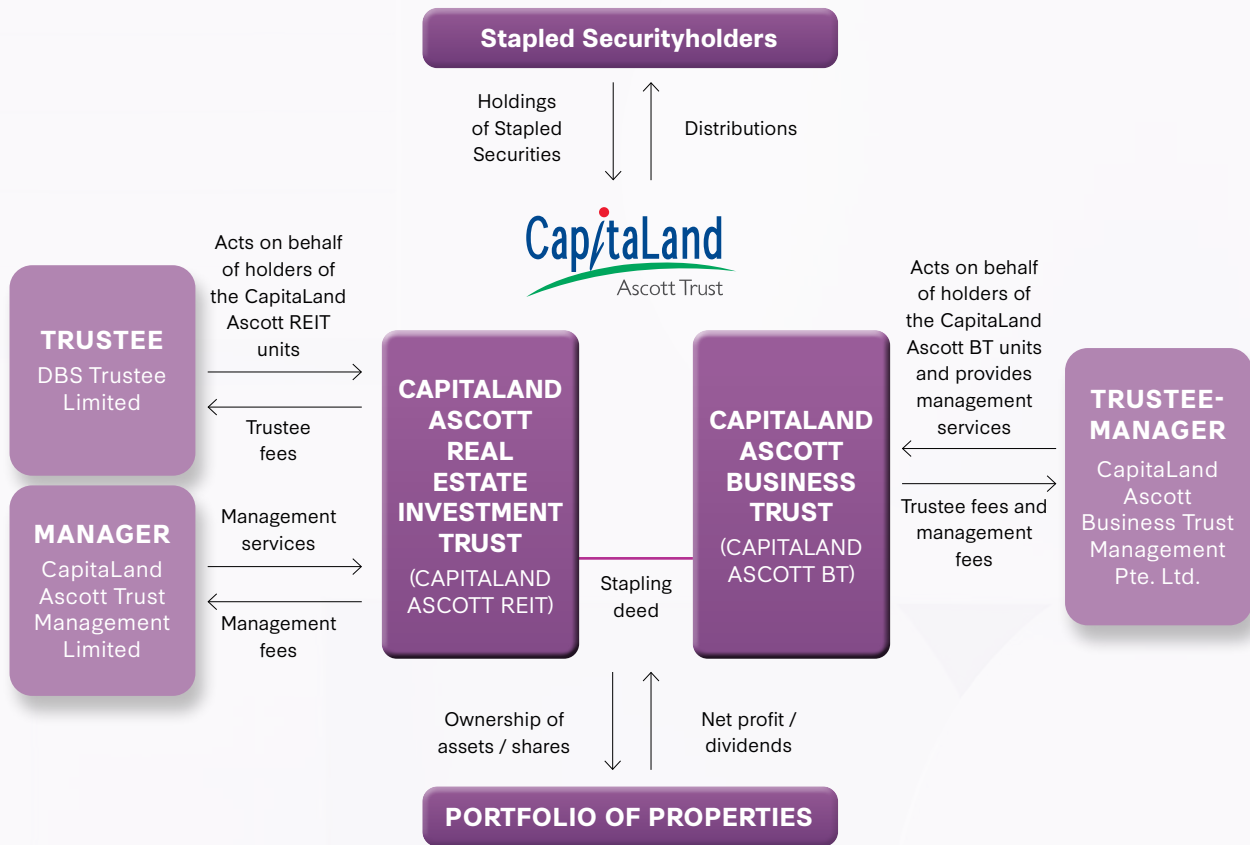 Stapled Securityholders
Holdings
of Stapled
Securities
Distributions
CapitaLand
Ascott Trust
Acts on behalf
of holders of
the CapitaLand
Ascott REIT
units
TRUSTEE
DBS Trustee
Limited
Trustee
fees
MANAGER
CapitaLand
Ascott Trust
Management
Limited
Management
services
Management
fees
CAPITALAND
ASCOTT
REAL
ESTATE
INVESTMENT
TRUST
(CAPITALAND
ASCOTT REIT)
Stapling
deed
CAPITALAND
ASCOTT
BUSINESS
TRUST
(CAPITALAND
ASCOTT BT)
Acts on behalf
of holders of
the CapitaLand
Ascott BT units
and provides
management
services
Trustee fees and
management
fees
TRUSTEE-
MANAGER
CapitaLand
Ascott
Business Trust
Management
Pte. Ltd.
Ownership of
assets / shares
Net profit /
dividends
PORTFOLIO OF PROPERTIES